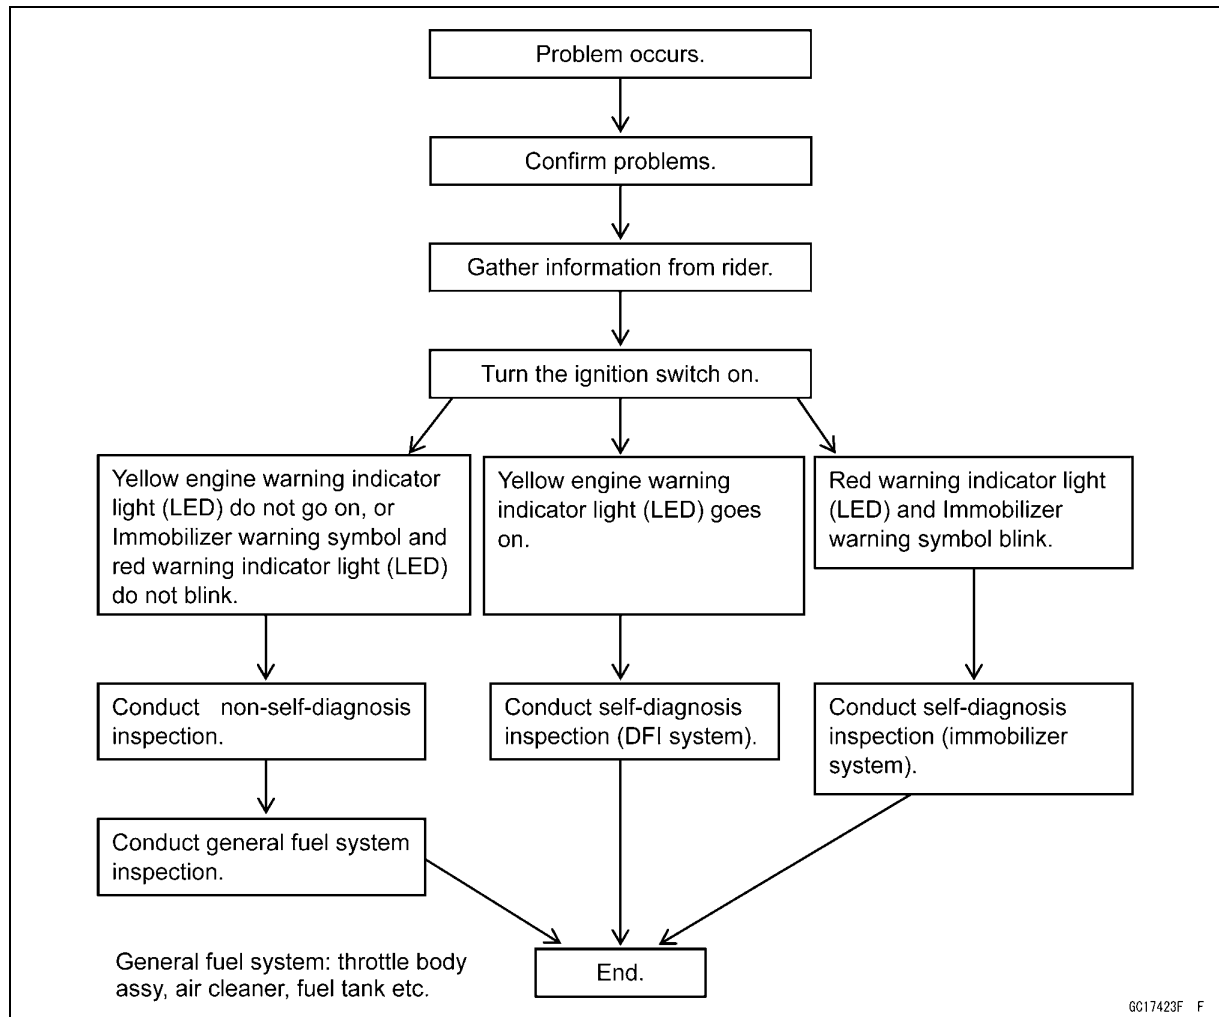 Problem occurs.
Confirm problems.
Gather information from rider.
Turn the ignition switch on.
Yellow engine warning indicator
light (LED) do not go on, or
Immobilizer warning symbol and
red warning indicator light (LED)
do not blink.
Yellow engine warning
indicator light (LED) goes
on.
Red warning indicator light
(LED) and Immobilizer
warning symbol blink.
Conduct non-self-diagnosis
inspection.
Conduct self-diagnosis
inspection (DFI system).
Conduct self-diagnosis
inspection (immobilizer
system).
Conduct general fuel system
inspection.
General fuel system: throttle body
assy, air cleaner, fuel tank etc.
End.
GC17423F F